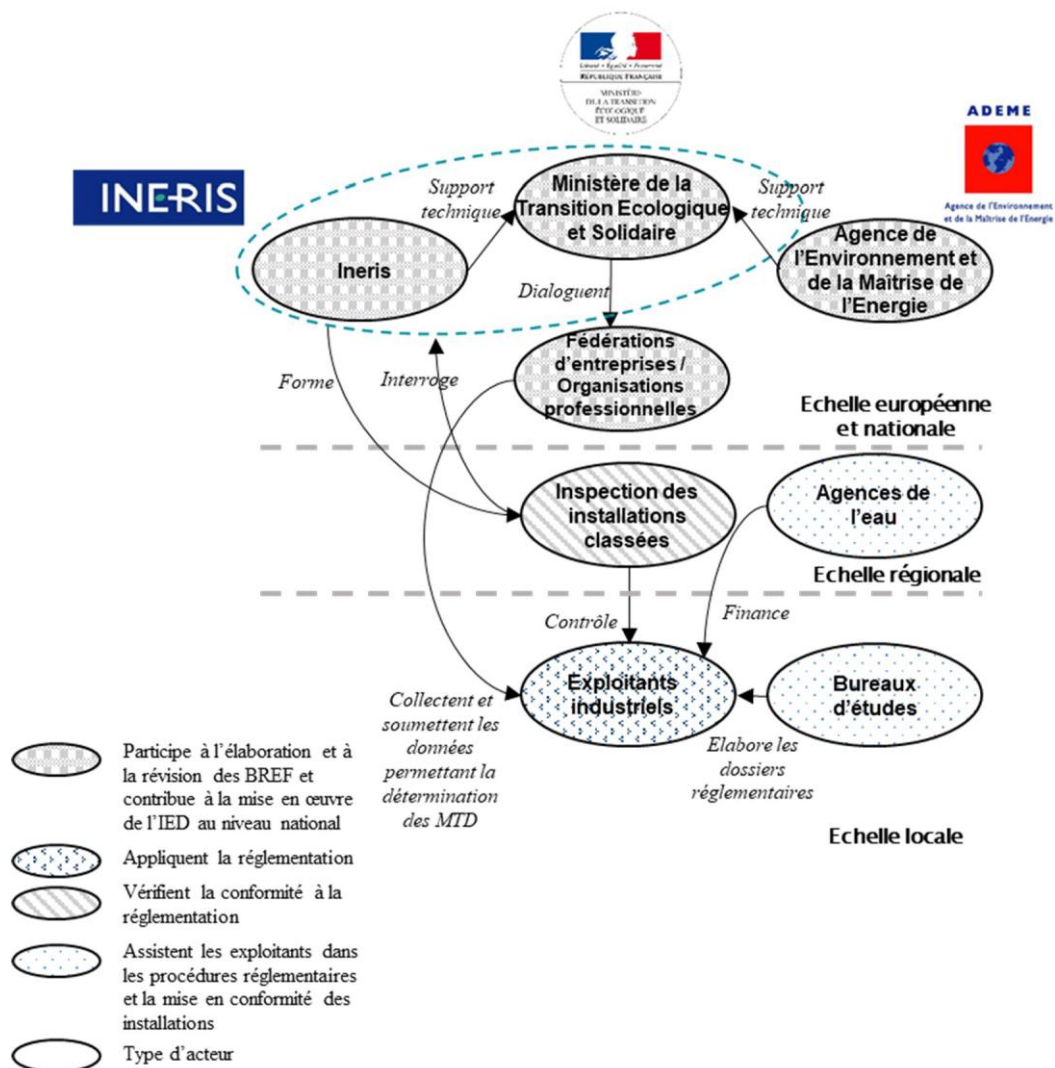 Liberté • Égalité • Fraternité
RÉPUBLIQUE FRANÇAISE
MINISTÈRE
DE LA TRANSITION
ÉCOLOGIQUE
ET SOLIDAIRE
ADEME
Agence de l'Environnement
et de la Maîtrise de l'Energie
INERIS
Support
technique
Ministère de la
Transition Ecologique
et Solidaire
Support
technique
Ineris
Agence de
l'Environnement et
de la Maîtrise de
l'Energie
Dialoguent
Forme
Interroge
Fédérations
d'entreprises /
Organisations
professionnelles
Echelle européenne
et nationale
Inspection des
installations
classées
Agences de
l'eau
Echelle régionale
Contrôle
Finance
Exploitants
industriels
Bureaux
d'études
Collectent et
soumettent les
données
permettant la
détermination
des MTD
Elabore les
dossiers
réglementaires
Echelle locale
Participe à l'élaboration et à
la révision des BREF et
contribue à la mise en œuvre
de l'IED au niveau national
Appliquent la réglementation
Vérifient la conformité à la
réglementation
Assistent les exploitants dans
les procédures réglementaires
et la mise en conformité des
installations
Type d'acteur